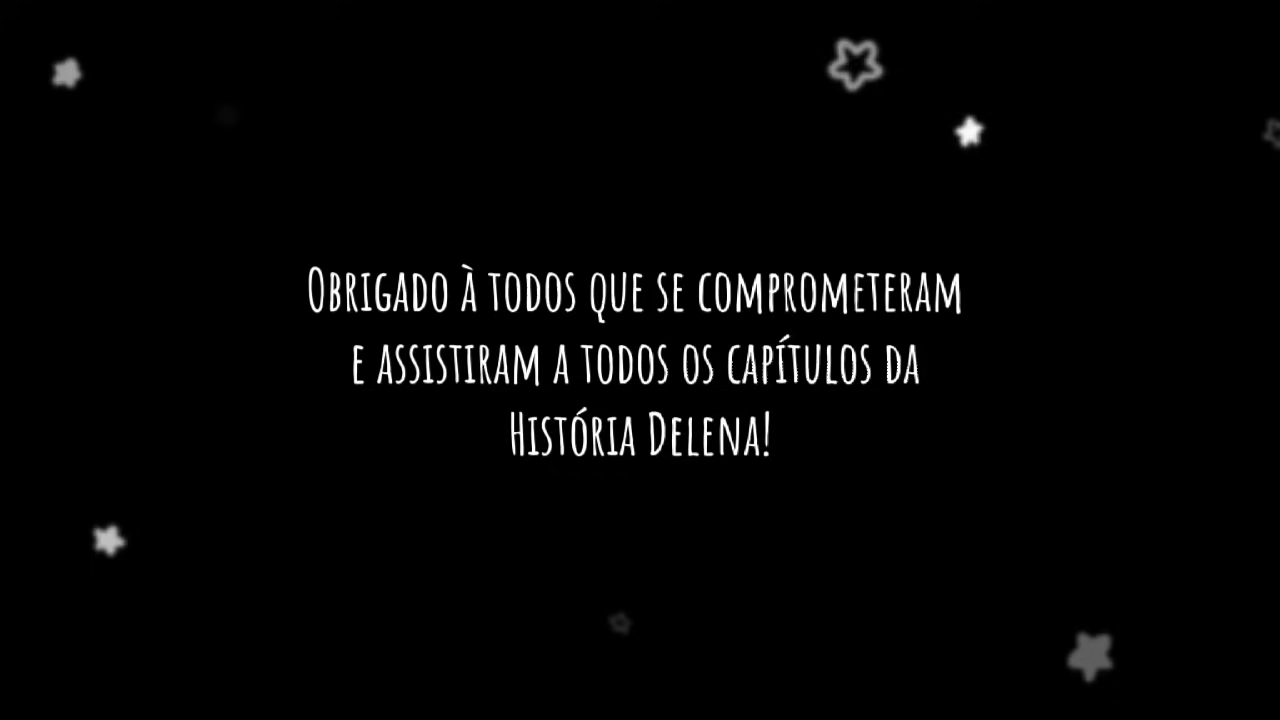 Obrigado à todos que se comprometeram
e assistiram a todos os capítulos da
História Delena!